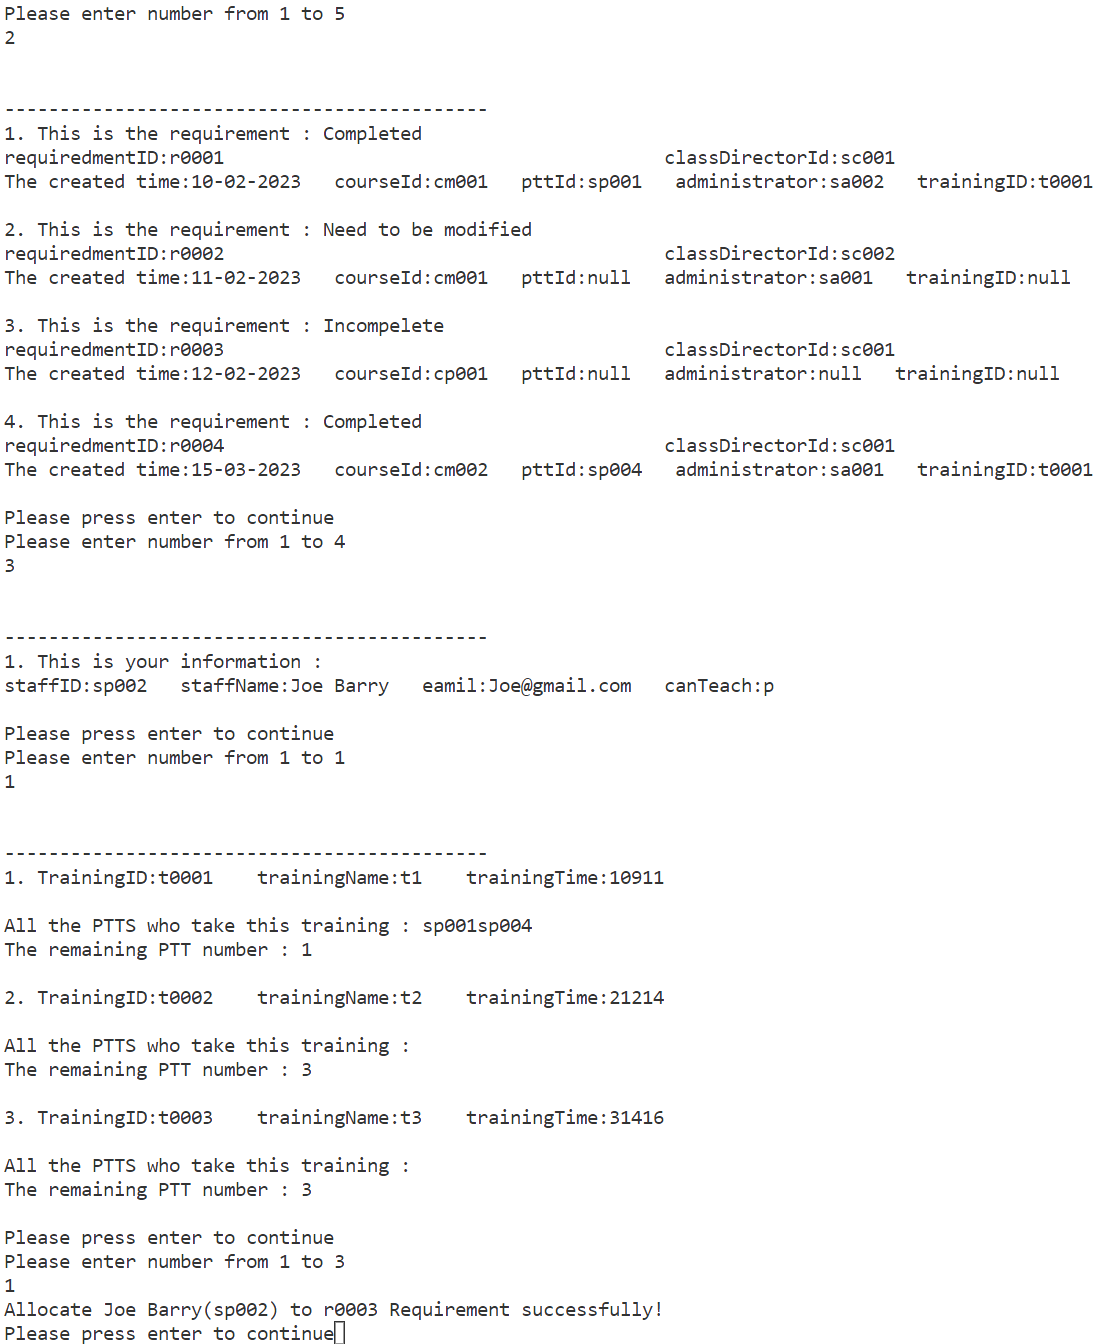 Please enter number from 1 to 5
2
-------------------------------------------
1. This is the requirement : Completed
requiredmentID:r0001 classDirectorId:sc001
The created time:10-02-2023 courseId:cm001 pttId:sp001 administrator:sa002 trainingID:t0001
2. This is the requirement : Need to be modified
requiredmentID:r0002 classDirectorId:sc002
The created time:11-02-2023 courseId:cm001 pttId:null administrator:sa001 trainingID:null
3. This is the requirement : Incompelete
requiredmentID:r0003 classDirectorId:sc001
The created time:12-02-2023 courseId:cp001 pttId:null administrator:null trainingID:null
4. This is the requirement : Completed
requiredmentID:r0004 classDirectorId:sc001
The created time:15-03-2023 courseId:cm002 pttId:sp004 administrator:sa001 trainingID:t0001
Please press enter to continue
Please enter number from 1 to 4
3
-------------------------------------------
1. This is your information :
staffID:sp002 staffName:Joe Barry eamil:Joe@gmail.com canTeach:p
Please press enter to continue
Please enter number from 1 to 1
1
-------------------------------------------
1. TrainingID:t0001 trainingName:t1 trainingTime:10911
All the PTTS who take this training : sp001sp004
The remaining PTT number : 1
2. TrainingID:t0002 trainingName:t2 trainingTime:21214
All the PTTS who take this training :
The remaining PTT number : 3
3. TrainingID:t0003 trainingName:t3 trainingTime:31416
All the PTTS who take this training :
The remaining PTT number : 3
Please press enter to continue
Please enter number from 1 to 3
1
Allocate Joe Barry(sp002) to r0003 Requirement successfully!
Please press enter to continue